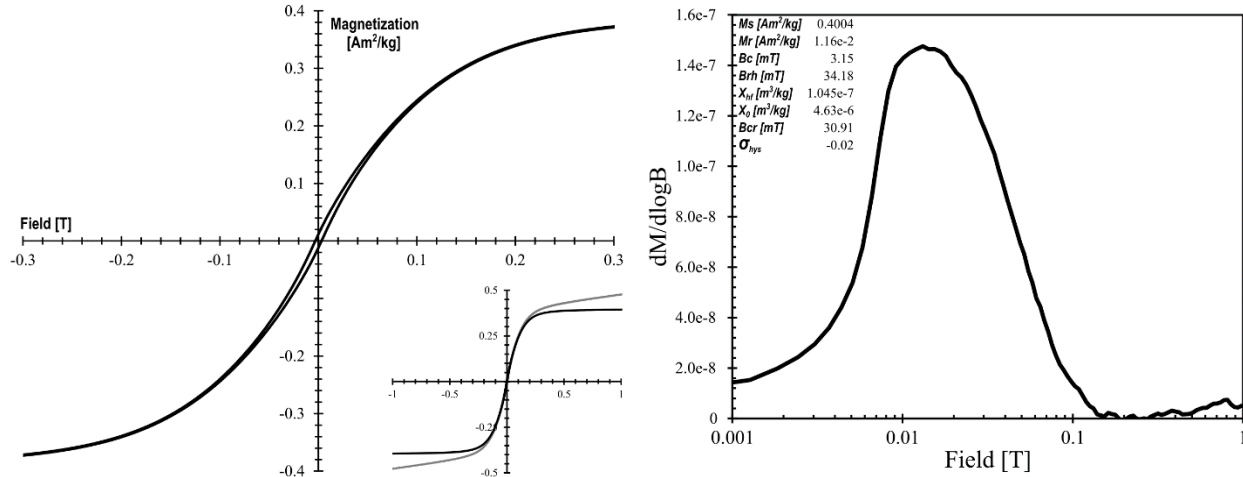 0.4
Magnetization
[Am²/kg]
0.3
0.2
0.1
Field [T]
-0.3
-0.2
-0.1
0
0.1
0.2
0.3
-0.2
-0.3
-0.4
0.5
0.25
-1
-0.5
0
0.5
1
-0.5
1.6e-7
1.4e-7
1.2e-7
1.0e-7
8.0e-8
6.0e-8
4.0e-8
2.0e-8
0
dM/dlogB
Ms [Am²/kg] 0.4004
Mr [Am²/kg] 1.16e-2
Bc [mT] 3.15
Brh [mT] 34.18
X_hf [m³/kg] 1.045e-7
X_0 [m³/kg] 4.63e-6
Bcr [mT] 30.91
σ_hys -0.02
0.001
0.01
0.1
1
Field [T]